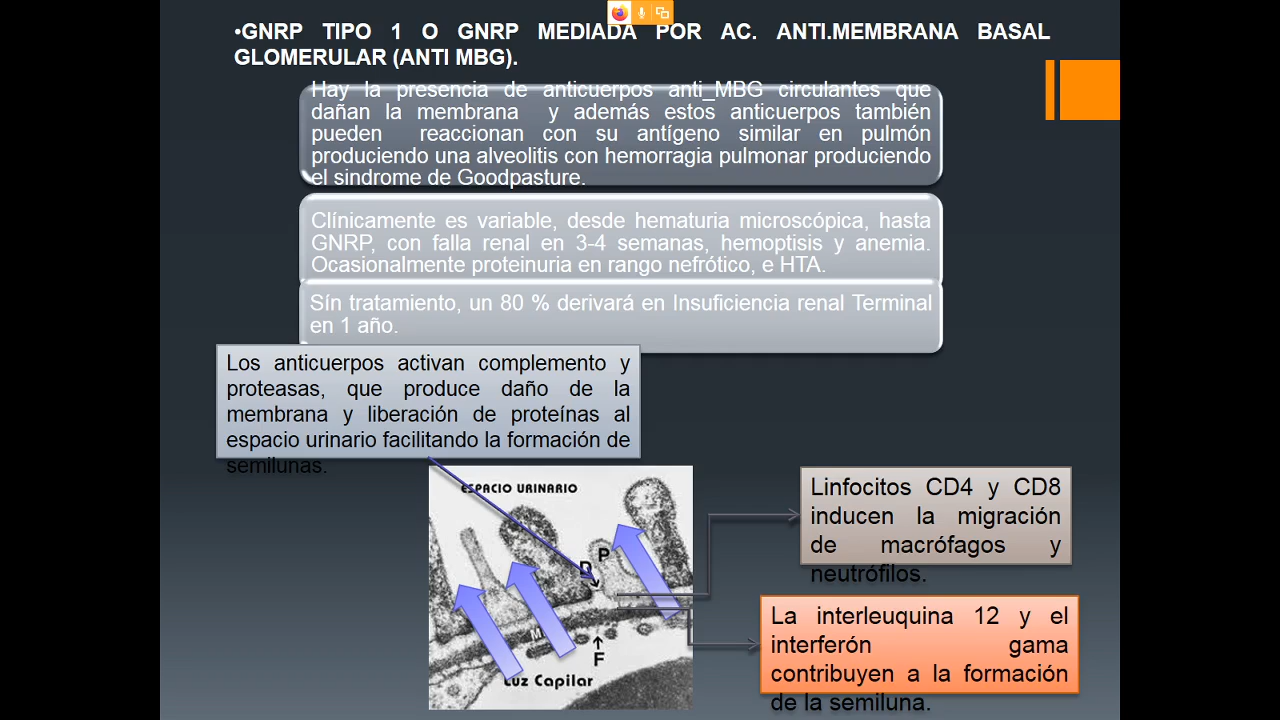 •GNRP TIPO 1 O GNRP MEDIADA POR AC. ANTI.MEMBRANA BASAL
GLOMERULAR (ANTI MBG).
Hay la presencia de anticuerpos anti_MBG circulantes que
dañan la membrana y además estos anticuerpos también
pueden reaccionan con su antígeno similar en pulmón
produciendo una alveolitis con hemorragia pulmonar produciendo
el sindrome de Goodpasture.
Clínicamente es variable, desde hematuria microscópica, hasta
GNRP, con falla renal en 3-4 semanas, hemoptisis y anemia.
Ocasionalmente proteinuria en rango nefrótico, e HTA.
Sín tratamiento, un 80 % derivará en Insuficiencia renal Terminal
en 1 año.
Los anticuerpos activan complemento y
proteasas, que produce daño de la
membrana y liberación de proteínas al
espacio urinario facilitando la formación de
semilunas.
ESPACIO URINARIO
P
D
M
F
Luz Capilar
Linfocitos CD4 y CD8
inducen la migración
de macrófagos y
neutrófilos.
La interleuquina 12 y el
interferón gama
contribuyen a la formación
de la semiluna.